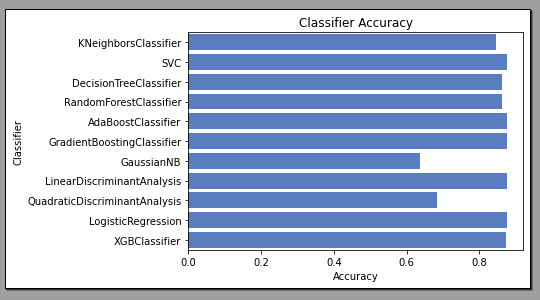 Classifier Accuracy
KNeighborsClassifier
SVC
DecisionTreeClassifier
RandomForestClassifier
AdaBoostClassifier
GradientBoostingClassifier
GaussianNB
LinearDiscriminantAnalysis
QuadraticDiscriminantAnalysis
LogisticRegression
XGBClassifier
Classifier
0.0 0.2 0.4 0.6 0.8
Accuracy